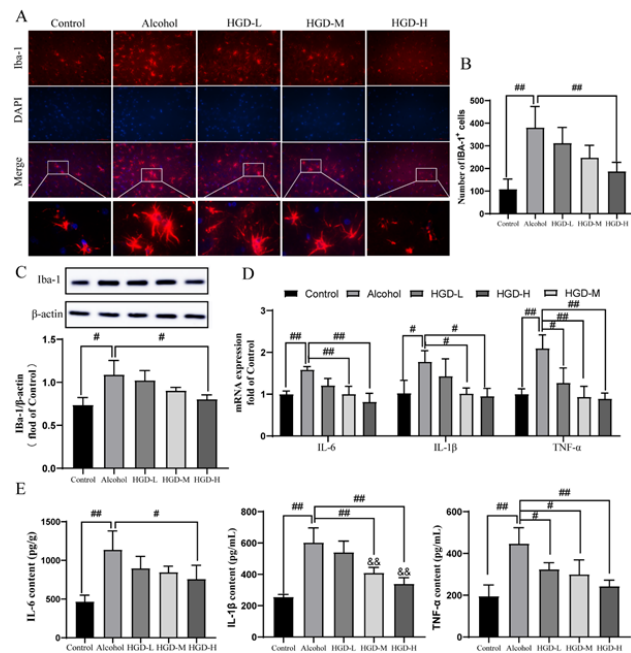 A
Control Alcohol HGD-L HGD-M HGD-H
Iba-1
DAPI
Merge
B
Number of IBA-1+ cells
500
400
300
200
100
0
## ##
Control Alcohol HGD-L HGD-M HGD-H
C
Iba-1
β-actin
IBa-1/β-actin
( flod of Control )
1.5
1.0
0.5
0.0
# #
Control Alcohol HGD-L HGD-M HGD-H
D
Control Alcohol HGD-L HGD-H HGD-M
mRNA expression
fold of Control
3
2
1
0
## ## ##
# # #
## ## ## #
IL-6 IL-1β TNF-α
E
IL-6 content (pg/g)
1500
1000
500
0
## #
Control Alcohol HGD-L HGD-M HGD-H
IL-1β content (pg/mL)
800
600
400
200
0
## ## ##
&& &&
Control Alcohol HGD-L HGD-M HGD-H
TNF-α content (pg/mL)
600
400
200
0
## ## # #
Control Alcohol HGD-L HGD-M HGD-H